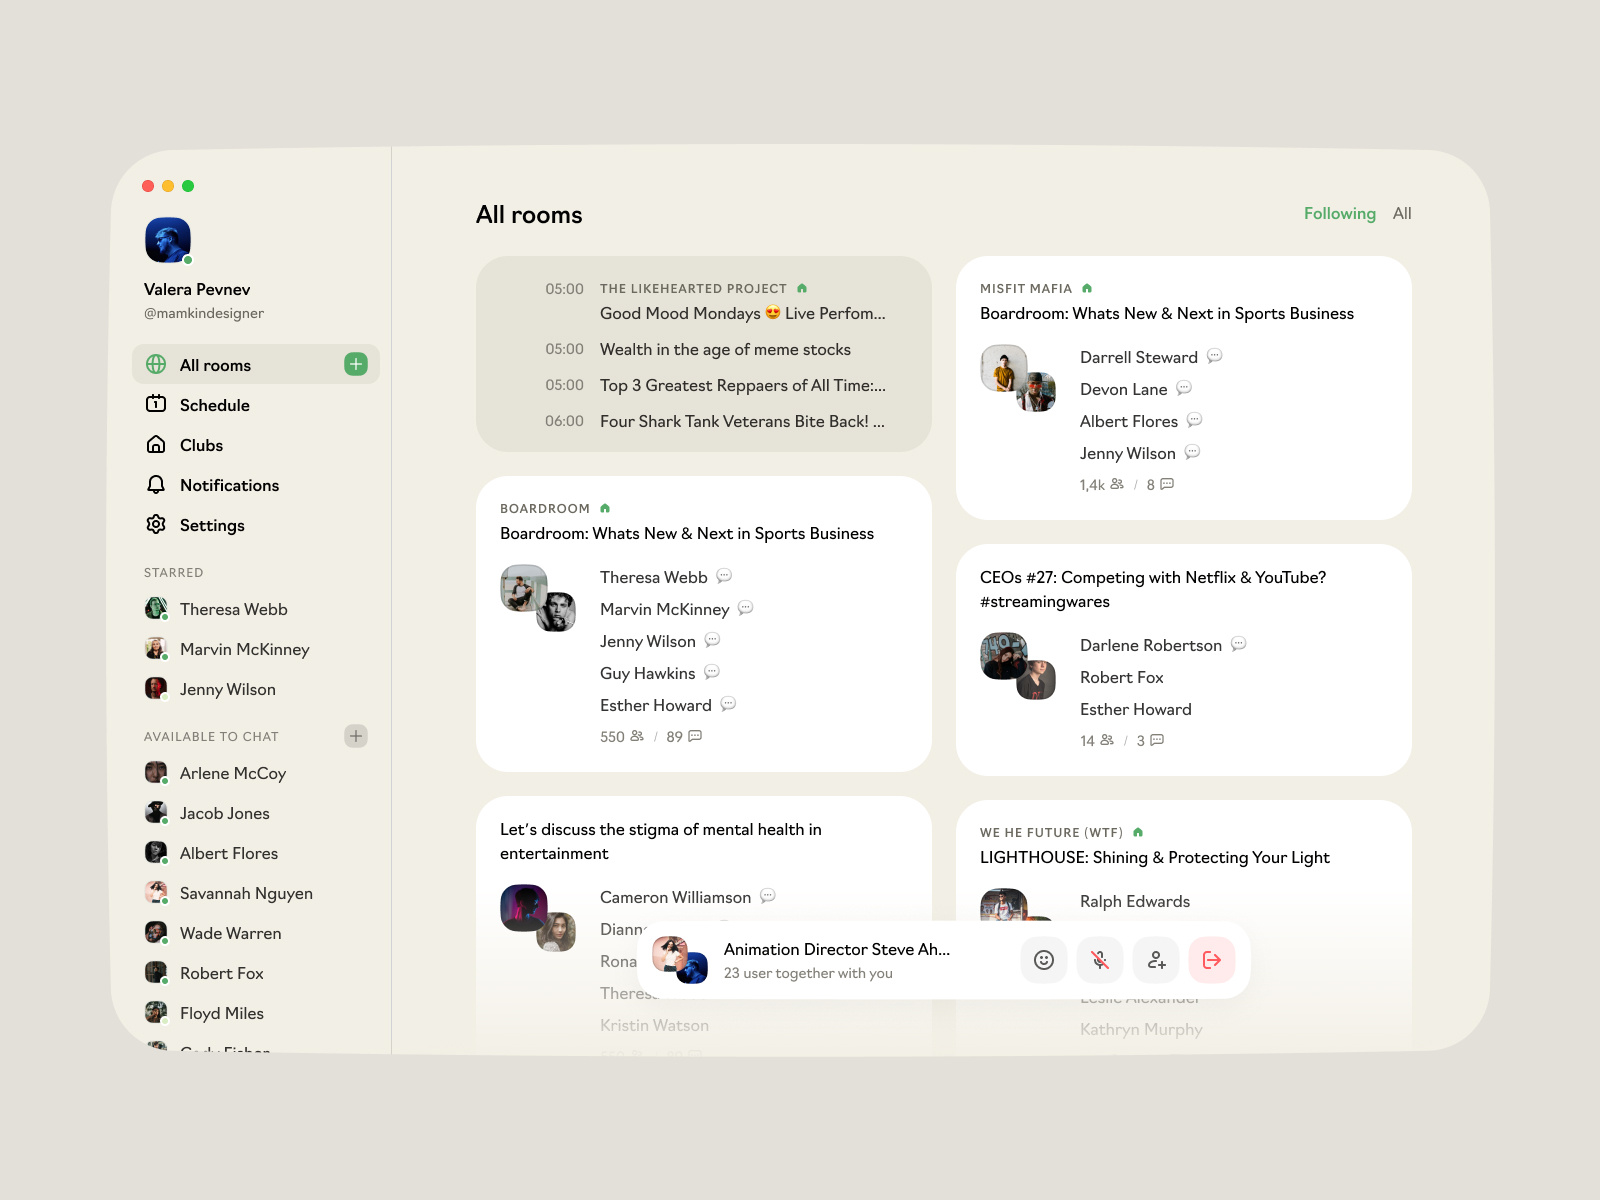 Valera Pevnev
@mamkindesigner
All rooms
Schedule
Clubs
Notifications
Settings
STARRED
Theresa Webb
Marvin McKinney
Jenny Wilson
AVAILABLE TO CHAT
Arlene McCoy
Jacob Jones
Albert Flores
Savannah Nguyen
Wade Warren
Robert Fox
Floyd Miles
All rooms
Following All
05:00 THE LIKEHEARTED PROJECT
Good Mood Mondays 😍 Live Perfom...
05:00 Wealth in the age of meme stocks
05:00 Top 3 Greatest Reppaers of All Time:...
06:00 Four Shark Tank Veterans Bite Back! ...
BOARDROOM
Boardroom: Whats New & Next in Sports Business
Theresa Webb
Marvin McKinney
Jenny Wilson
Guy Hawkins
Esther Howard
550 / 89
Let's discuss the stigma of mental health in
entertainment
Cameron Williamson
Kristin Watson
MISFIT MAFIA
Boardroom: Whats New & Next in Sports Business
Darrell Steward
Devon Lane
Albert Flores
Jenny Wilson
1,4k / 8
CEOs #27: Competing with Netflix & YouTube?
#streamingwares
Darlene Robertson
Robert Fox
Esther Howard
14 / 3
WE HE FUTURE (WTF)
LIGHTHOUSE: Shining & Protecting Your Light
Ralph Edwards
Leslie Alexander
Kathryn Murphy
Animation Director Steve Ah...
23 user together with you